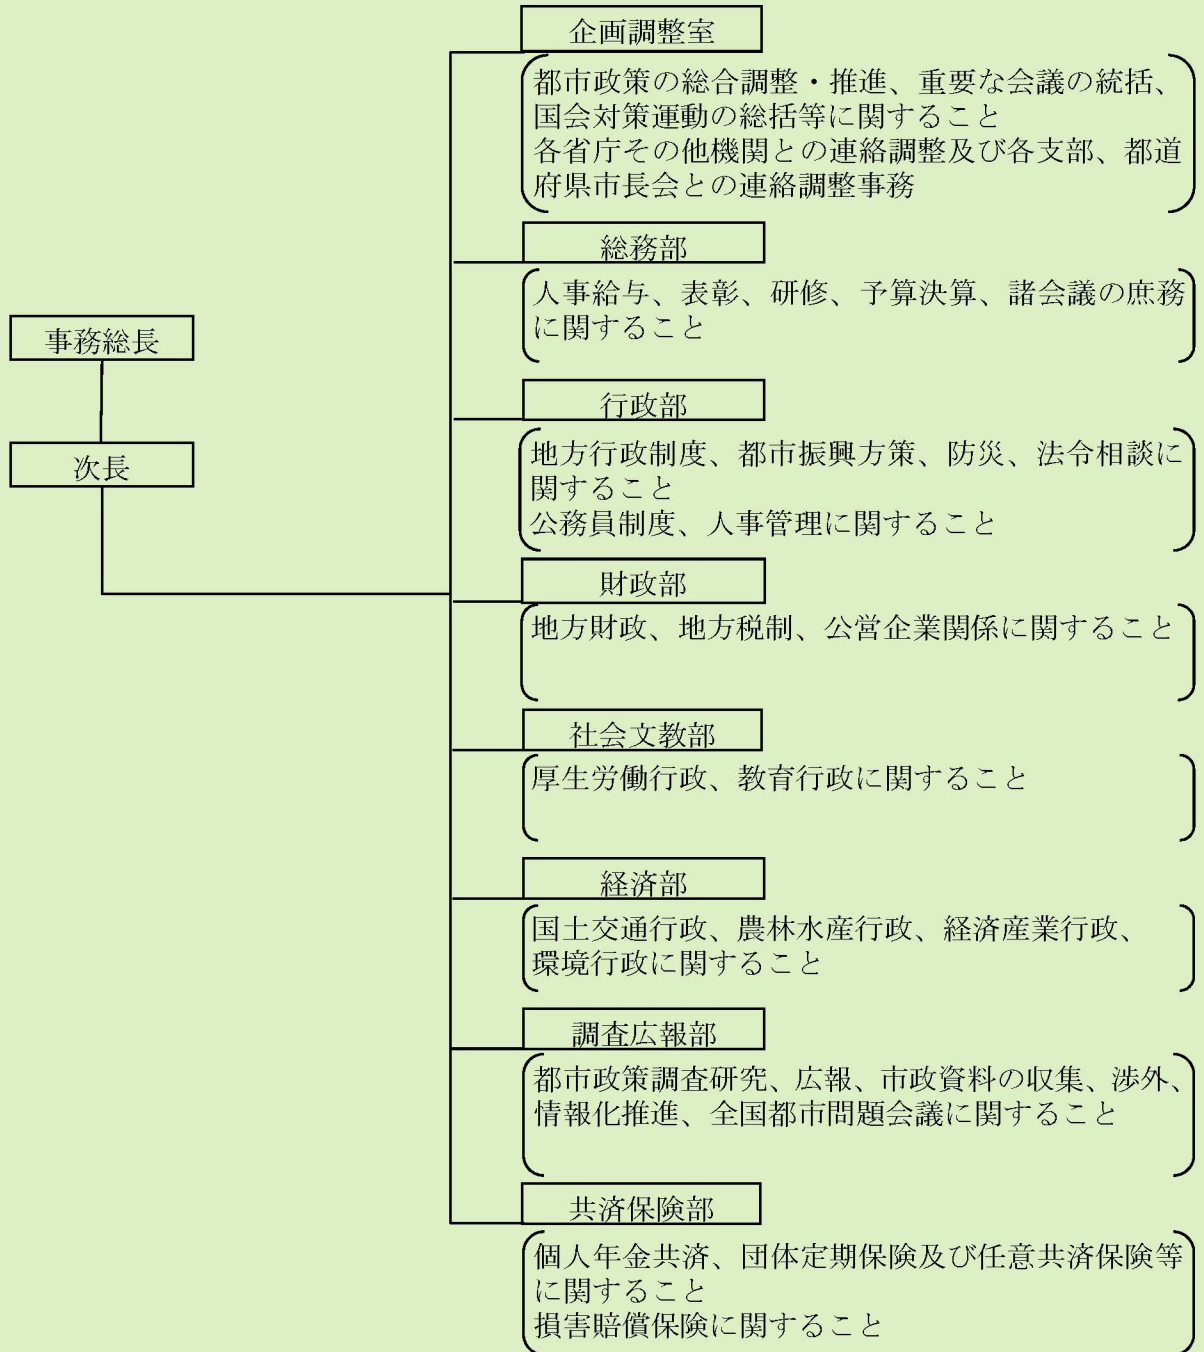 企画調整室
都市政策の総合調整・推進、重要な会議の統括、
国会対策運動の総括等に関すること
各省庁その他機関との連絡調整及び各支部、都道
府県市長会との連絡調整事務
総務部
人事給与、表彰、研修、予算決算、諸会議の庶務
に関すること
事務総長
次長
行政部
地方行政制度、都市振興方策、防災、法令相談に
関すること
公務員制度、人事管理に関すること
財政部
地方財政、地方税制、公営企業関係に関すること
社会文教部
厚生労働行政、教育行政に関すること
経済部
国土交通行政、農林水産行政、経済産業行政、
環境行政に関すること
調査広報部
都市政策調査研究、広報、市政資料の収集、渉外、
情報化推進、全国都市問題会議に関すること
共済保険部
個人年金共済、団体定期保険及び任意共済保険等
に関すること
損害賠償保険に関すること